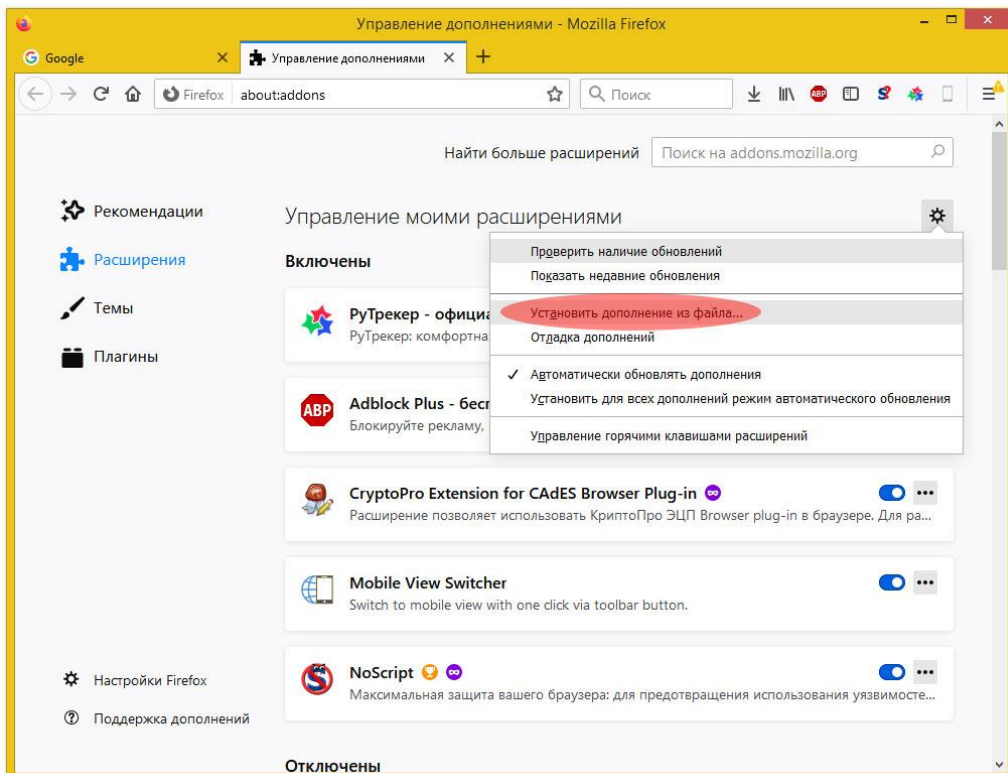 Управление дополнениями - Mozilla Firefox
Google
Управление дополнениями
Firefox about:addons
Поиск
ABP
Найти больше расширений
Поиск на addons.mozilla.org
Рекомендации
Расширения
Темы
Плагины
Настройки Firefox
Поддержка дополнений
Управление моими расширениями
Проверить наличие обновлений
Показать недавние обновления
Установить дополнение из файла...
Отладка дополнений
Автоматически обновлять дополнения
Установить для всех дополнений режим автоматического обновления
Управление горячими клавишами расширений
Включены
РуТрекер - официа
РуТрекер: комфортна
ABP
Adblock Plus - бесп
Блокируйте рекламу,
CryptoPro Extension for CAdES Browser Plug-in
Расширение позволяет использовать КриптоПро ЭЦП Browser plug-in в браузере. Для ра...
Mobile View Switcher
Switch to mobile view with one click via toolbar button.
NoScript
Максимальная защита вашего браузера: для предотвращения использования уязвимосте...
Отключены